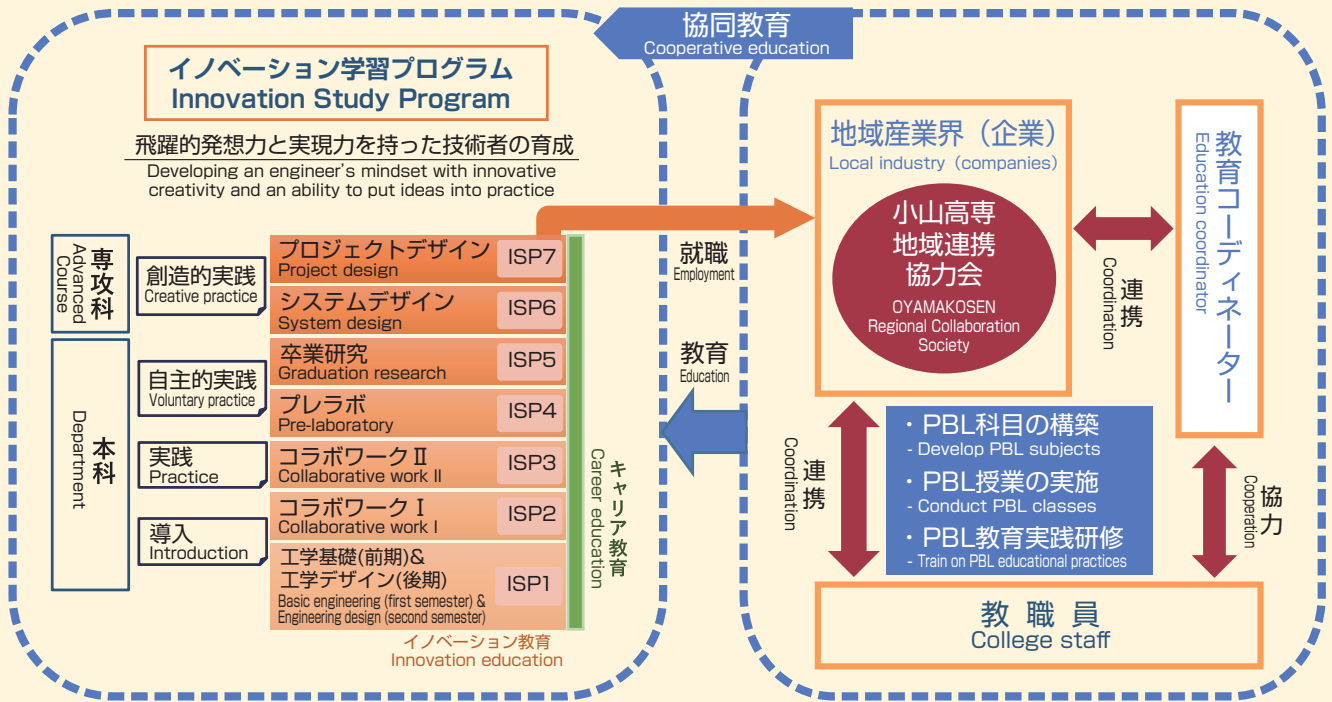 協同教育
Cooperative education
イノベーション学習プログラム
Innovation Study Program
飛躍的発想力と実現力を持った技術者の育成
Developing an engineer's mindset with innovative
creativity and an ability to put ideas into practice
専攻科
Advanced
Course
本科
Department
創造的実践
Creative practice
自主的実践
Voluntary practice
実践
Practice
導入
Introduction
プロジェクトデザイン
Project design
ISP7
システムデザイン
System design
ISP6
卒業研究
Graduation research
ISP5
プレラボ
Pre-laboratory
ISP4
コラボワークⅡ
Collaborative work II
ISP3
コラボワークⅠ
Collaborative work I
ISP2
工学基礎(前期)&
工学デザイン(後期)
Basic engineering (first semester) &
Engineering design (second semester)
ISP1
キャリア教育
Career education
イノベーション教育
Innovation education
就職
Employment
教育
Education
地域産業界（企業）
Local industry (companies)
小山高専
地域連携
協力会
OYAMAKOSEN
Regional Collaboration
Society
連携
Coordination
教育コーディネーター
Education coordinator
連携
Coordination
・PBL科目の構築
- Develop PBL subjects
・PBL授業の実施
- Conduct PBL classes
・PBL教育実践研修
- Train on PBL educational practices
協力
Cooperation
教職員
College staff